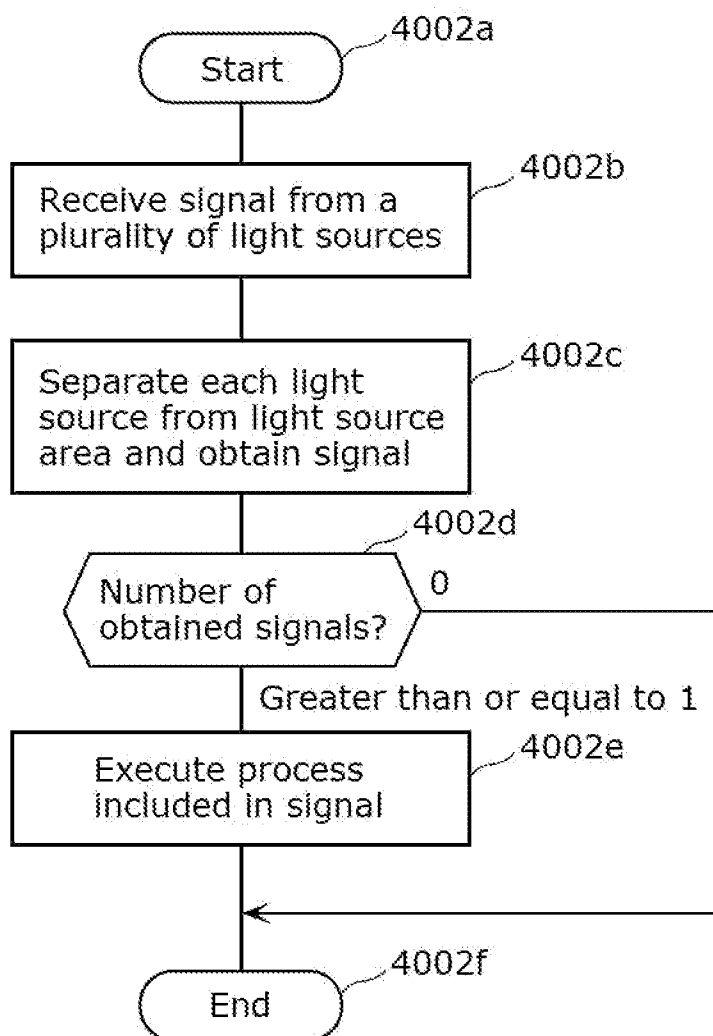 4002a
Start
4002b
Receive signal from a
plurality of light sources
4002c
Separate each light
source from light source
area and obtain signal
4002d
Number of
obtained signals?
0
Greater than or equal to 1
4002e
Execute process
included in signal
4002f
End